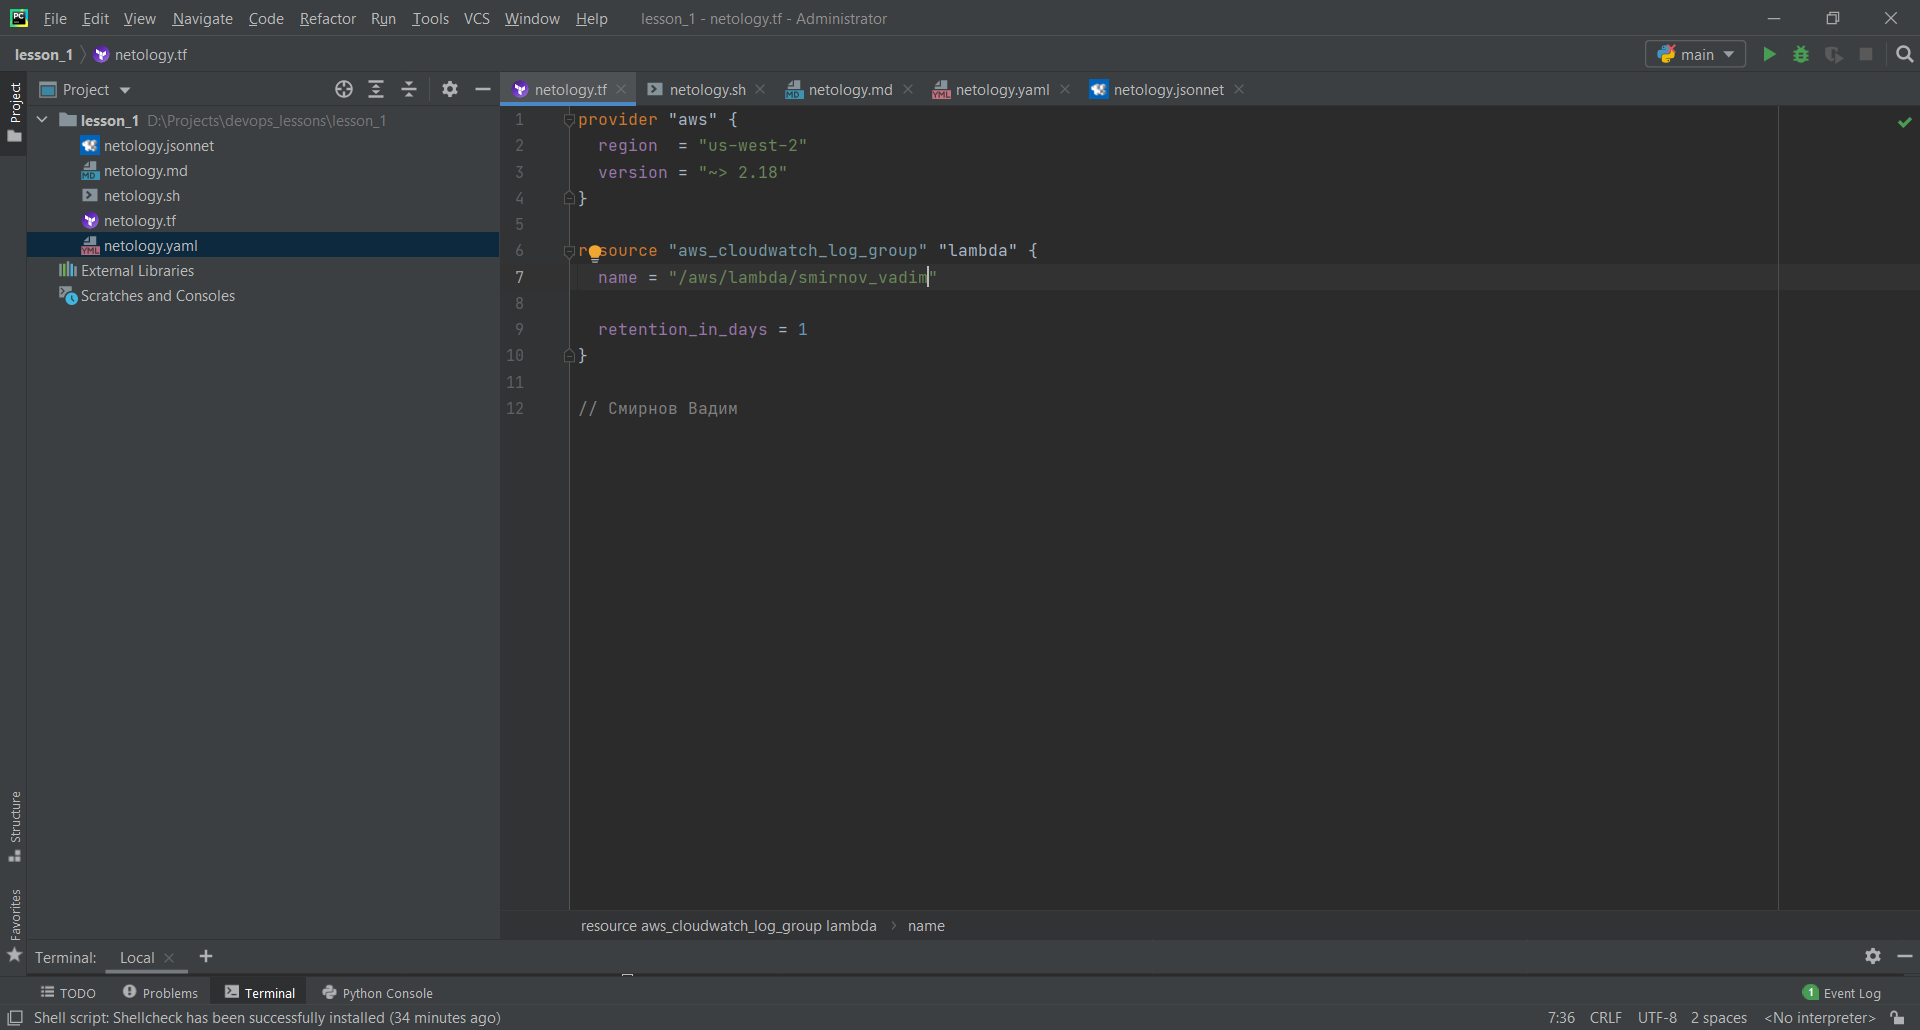 File Edit View Navigate Code Refactor Run Tools VCS Window Help lesson_1 - netology.tf - Administrator
lesson_1 netology.tf main
Project
Project
netology.tf netology.sh netology.md netology.yaml netology.jsonnet
lesson_1 D:\Projects\devops_lessons\lesson_1
netology.jsonnet
netology.md
netology.sh
netology.tf
netology.yaml
External Libraries
Scratches and Consoles
1 provider "aws" {
2 region  = "us-west-2"
3 version = "~> 2.18"
4 }
5
6 resource "aws_cloudwatch_log_group" "lambda" {
7 name = "/aws/lambda/smirnov_vadim"
8
9 retention_in_days = 1
10 }
11
12 // Смирнов Вадим
Structure
Favorites
resource aws_cloudwatch_log_group lambda name
Terminal: Local
TODO Problems Terminal Python Console 1 Event Log
Shell script: Shellcheck has been successfully installed (34 minutes ago) 7:36 CRLF UTF-8 2 spaces <No interpreter>